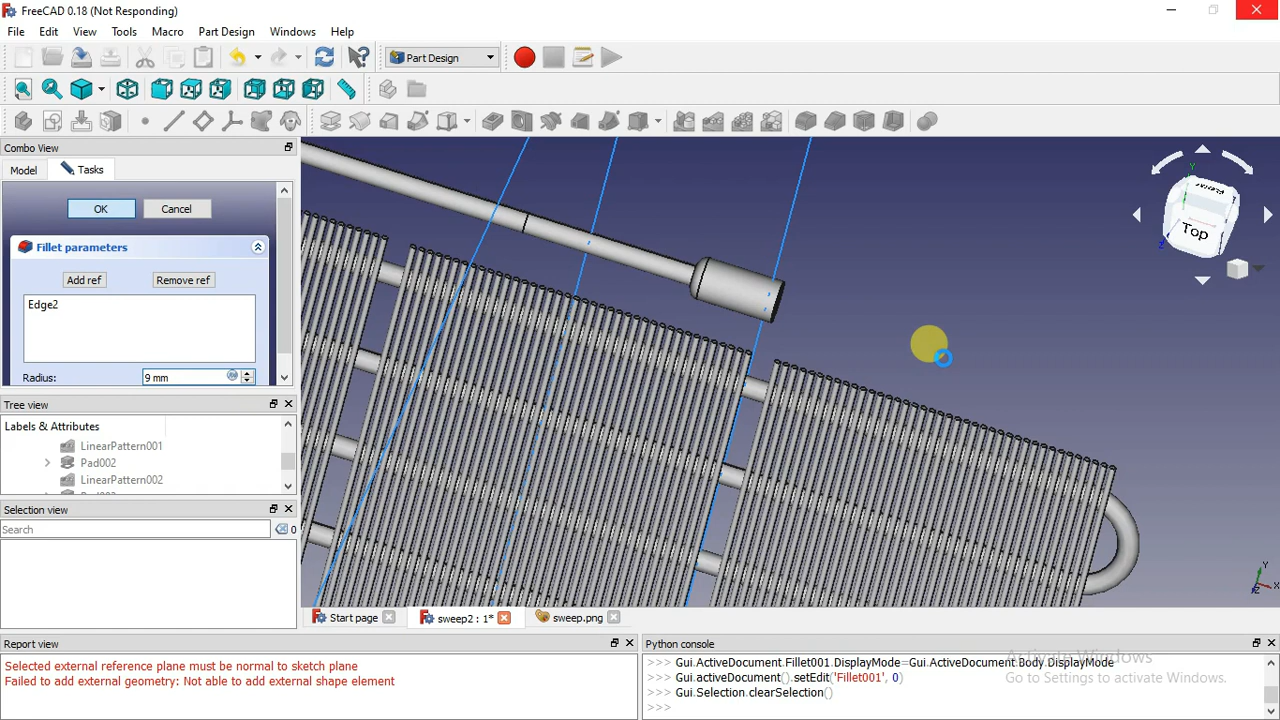 FreeCAD 0.18 (Not Responding)
File Edit View Tools Macro Part Design Windows Help
Part Design
Combo View
Model Tasks
OK Cancel
Fillet parameters
Add ref Remove ref
Edge2
Radius: 9 mm
Tree view
Labels & Attributes
LinearPattern001
Pad002
LinearPattern002
Selection view
Search 0
Top
Y
Z
Y
X
Z
Start page sweep2 : 1* sweep.png
Report view
Selected external reference plane must be normal to sketch plane
Failed to add external geometry: Not able to add external shape element
Python console
>>> Gui.ActiveDocument.Fillet001.DisplayMode=Gui.ActiveDocument.Body.DisplayMode
>>> Gui.activeDocument().setEdit('Fillet001', 0)
>>> Gui.Selection.clearSelection()
>>>
Activate Windows
Go to Settings to activate Windows.